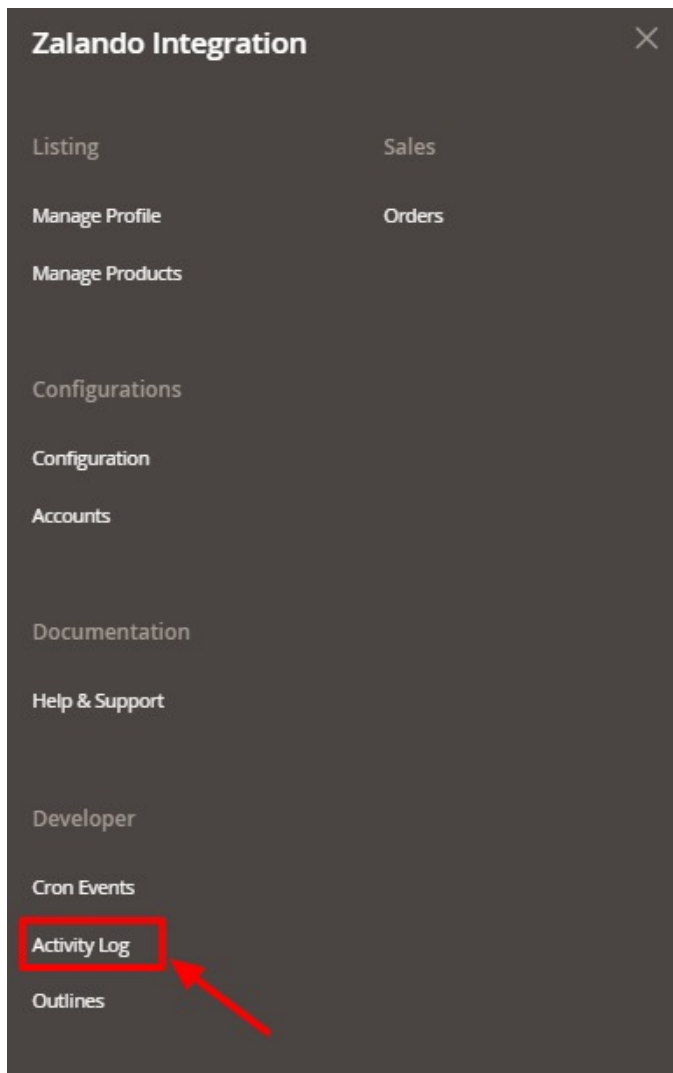 Zalando Integration
Listing
Sales
Manage Profile
Orders
Manage Products
Configurations
Configuration
Accounts
Documentation
Help & Support
Developer
Cron Events
Activity Log
Outlines